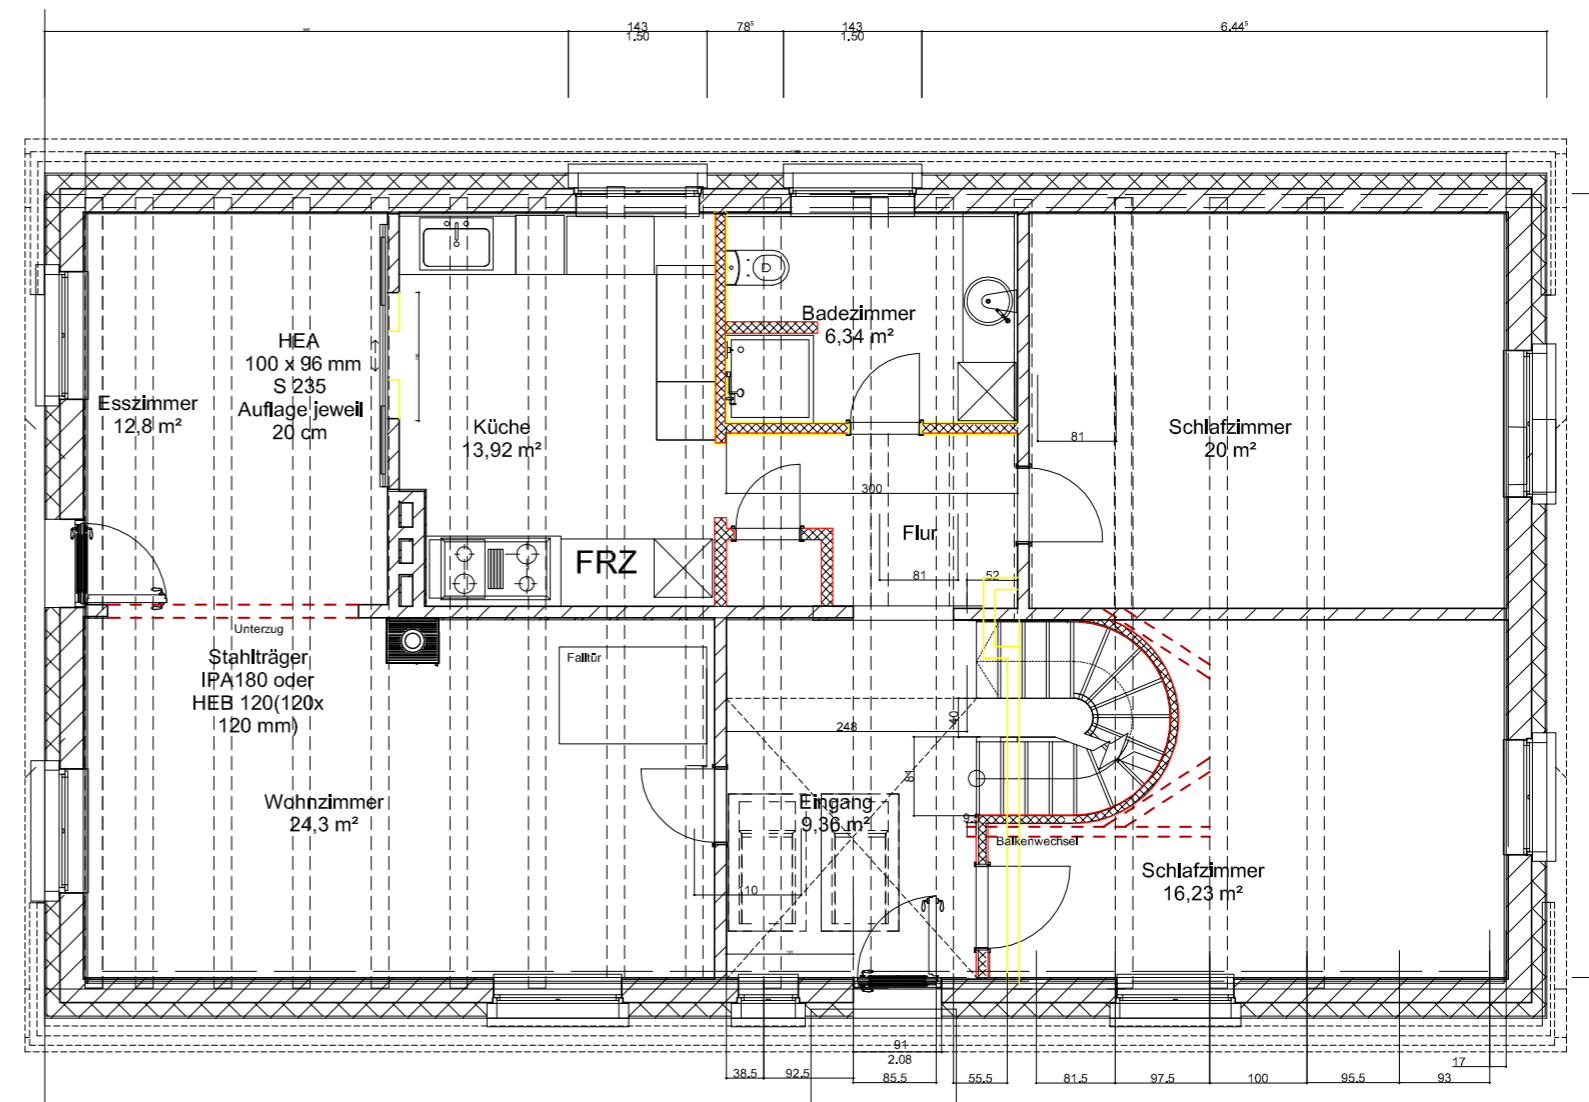 143
1.50
78⁵
143
1.50
6.44⁵
HEA
100 x 96 mm
S 235
Auflage jeweil
20 cm
Esszimmer
12,8 m²
Küche
13,92 m²
Badezimmer
6,34 m²
Schlafzimmer
20 m²
81
300
Flur
FRZ
81
52
Unterzug
Stahlträger
IPA180 oder
HEB 120(120x
120 mm)
Falltür
248
40
81
Wohnzimmer
24,3 m²
Eingang
9,36 m²
9.5
Balkenwechsel
Schlafzimmer
16,23 m²
10
91
2.08
38.5
92.5
85.5
55.5
81.5
97.5
100
95.5
93
17